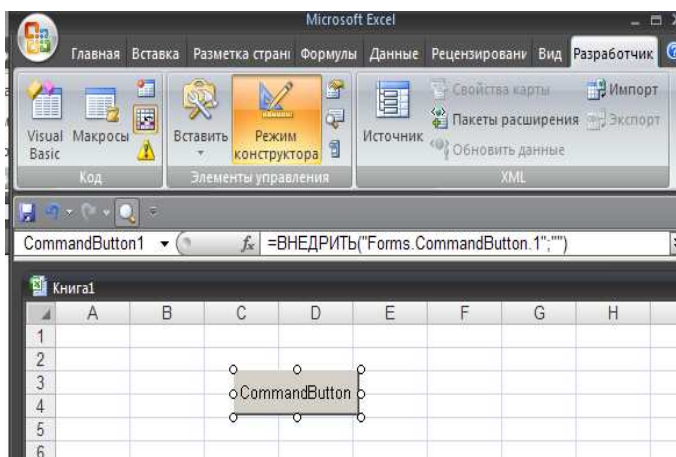 Microsoft Excel
Главная Вставка Разметка страні Формулы Данные Рецензировани Вид Разработчик
Visual Basic
Макросы
Код
Вставить
Режим конструктора
Элементы управления
Источник
Свойства карты
Пакеты расширения
Обновить данные
Импорт
Экспорт
XML
CommandButton1 fx =ВНЕДРИТЬ("Forms.CommandButton.1";"")
Книга1
A B C D E F G H
1
2
3
CommandButton
4
5
6